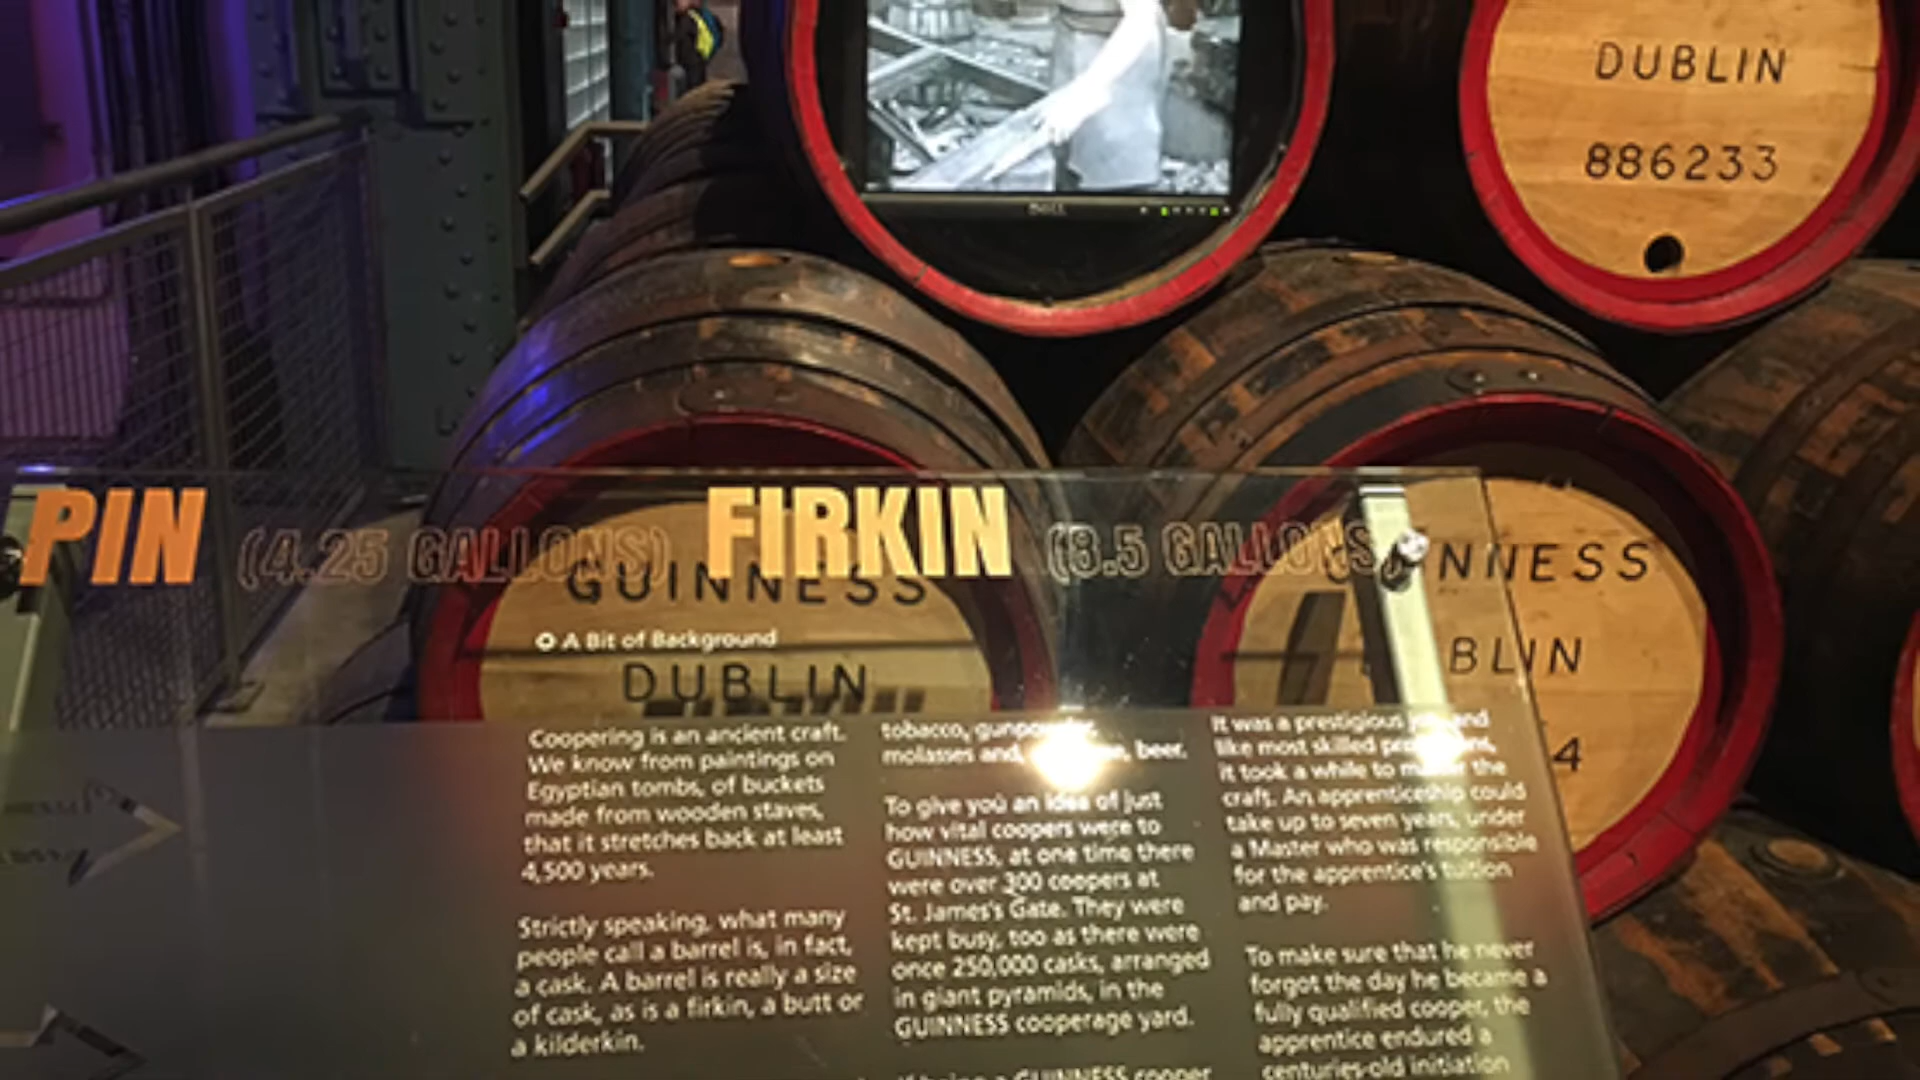 DUBLIN
886233
DELL
PIN (4.25 GALLONS) FIRKIN (8.5 GALLONS
GUINNESS
DUBLIN
NNESS
BLIN
4
A Bit of Background
Coopering is an ancient craft.
We know from paintings on
Egyptian tombs, of buckets
made from wooden staves,
that it stretches back at least
4,500 years.
Strictly speaking, what many
people call a barrel is, in fact,
a cask. A barrel is really a size
of cask, as is a firkin, a butt or
a kilderkin.
tobacco, gunpowder,
molasses and, beer.
To give you an idea of just
how vital coopers were to
GUINNESS, at one time there
were over 300 coopers at
St. James's Gate. They were
kept busy, too as there were
once 250,000 casks, arranged
in giant pyramids, in the
GUINNESS cooperage yard.
being a GUINNESS cooper
It was a prestigious and
like most skilled
it took a while to the
craft. An apprenticeship could
take up to seven years, under
a Master who was responsible
for the apprentice's tuition
and pay.
To make sure that he never
forgot the day he became a
fully qualified cooper, the
apprentice endured a
centuries-old initiation